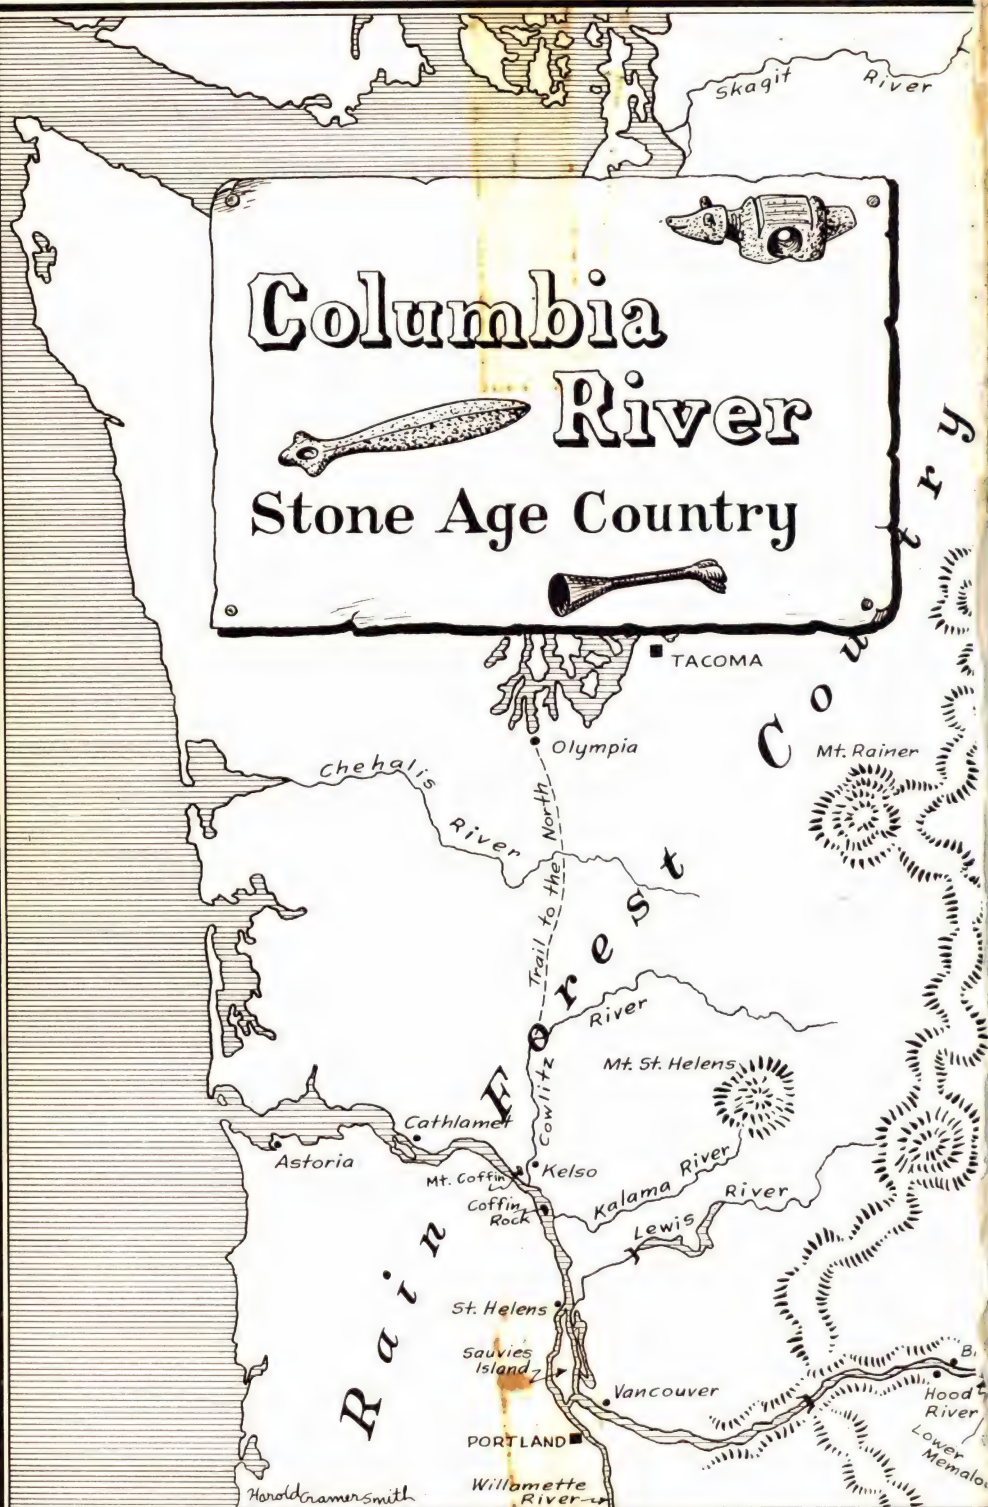 Skagit River
Columbia
River
Stone Age Country
TACOMA
Olympia
Mt. Rainer
Chehalis River
Trail to the North
Rain Forest Country
Cowlitz River
Mt. St. Helens
Cathlamet
Astoria
Mt. Coffin
Kelso
Coffin
Rock
Kalama River
Lewis River
St. Helens
Sauvies
Island
Vancouver
Hood
River
Lower
PORTLAND
Willamette
River
Harold Cramer Smith